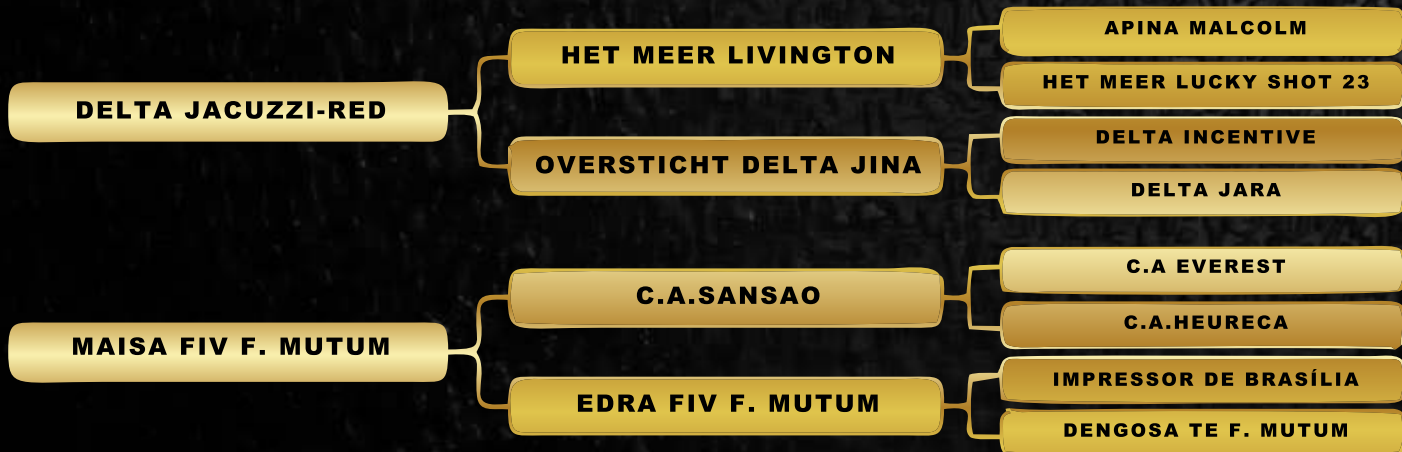 DELTA JACUZZI-RED
HET MEER LIVINGTON
APINA MALCOLM
HET MEER LUCKY SHOT 23
OVERSTICHT DELTA JINA
DELTA INCENTIVE
DELTA JARA
MAISA FIV F. MUTUM
C.A.SANSAO
C.A EVEREST
C.A.HEURECA
EDRA FIV F. MUTUM
IMPRESSOR DE BRASÍLIA
DENGOSA TE F. MUTUM